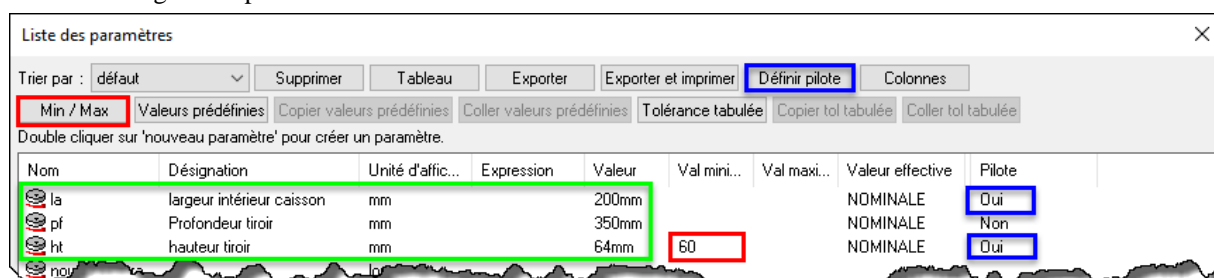 Liste des paramètres
Trier par : défaut Supprimer Tableau Exporter Exporter et imprimer Définir pilote Colonnes
Min / Max Valeurs prédéfinies Copier valeurs prédéfinies Coller valeurs prédéfinies Tolérance tabulée Copier tol tabulée Coller tol tabulée
Double cliquer sur 'nouveau paramètre' pour créer un paramètre.
Nom Désignation Unité d'affic... Expression Valeur Val mini... Val maxi... Valeur effective Pilote
la largeur intérieur caisson mm 200mm NOMINALE Oui
pf Profondeur tiroir mm 350mm NOMINALE Non
ht hauteur tiroir mm 64mm 60 NOMINALE Oui